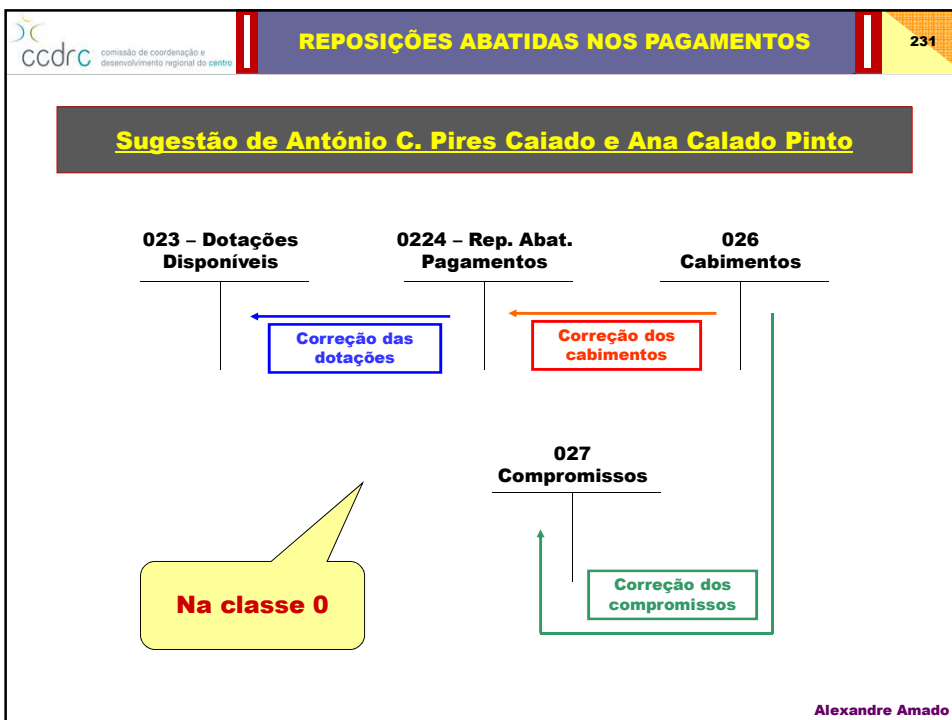 ccdrc
comissão de coordenação e
desenvolvimento regional do centro
REPOSIÇÕES ABATIDAS NOS PAGAMENTOS
231
Sugestão de António C. Pires Caiado e Ana Calado Pinto
023 – Dotações
Disponíveis
0224 – Rep. Abat.
Pagamentos
026
Cabimentos
Correção das
dotações
Correção dos
cabimentos
027
Compromissos
Correção dos
compromissos
Na classe 0
Alexandre Amado